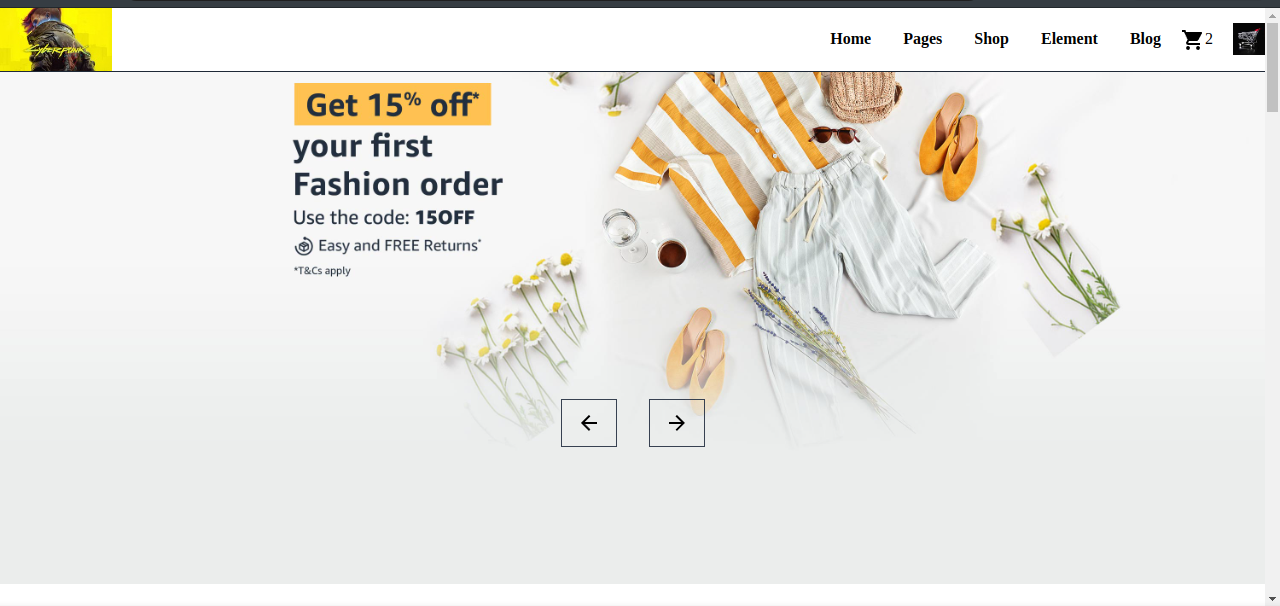 Cyberpunk
Home Pages Shop Element Blog 2
Get 15% off*
your first
Fashion order
Use the code: 15OFF
Easy and FREE Returns*
*T&Cs apply